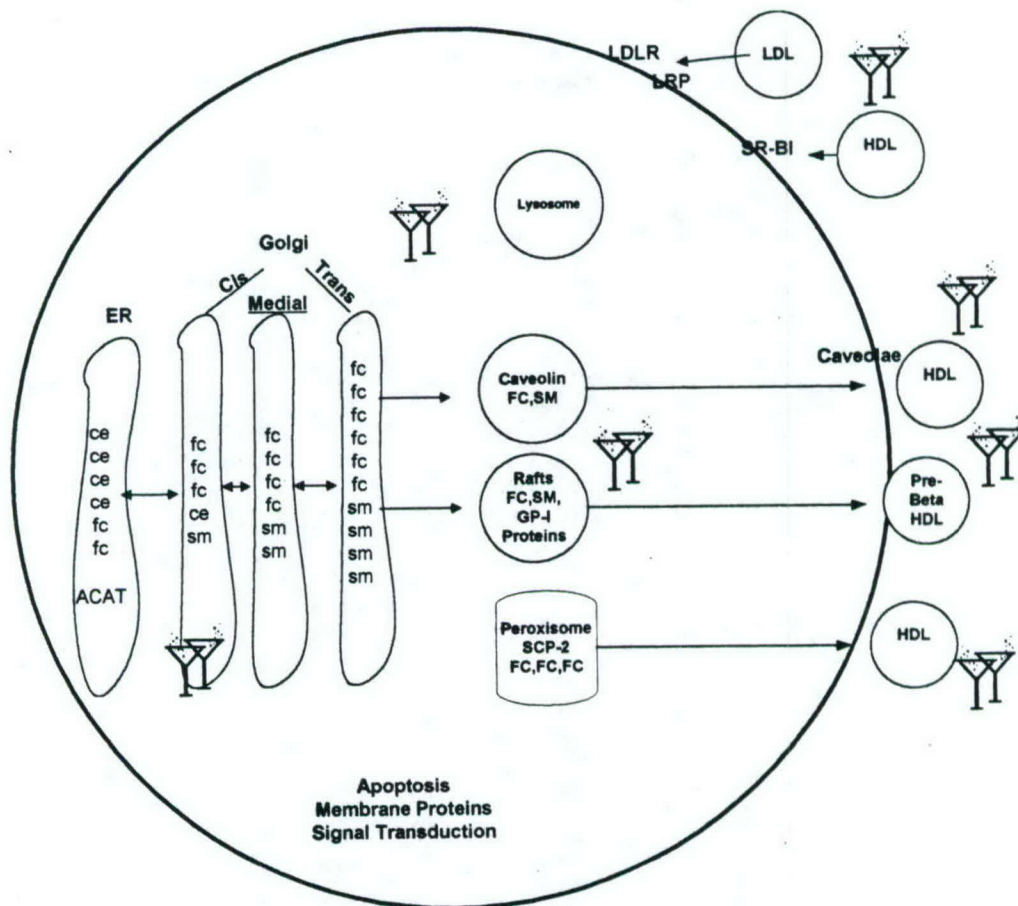 LDLR
LRP
LDL
SR-BI
HDL
Lysosome
Golgi
Cis
Medial
Trans
ER
ce
ce
ce
ce
fc
fc
ACAT
fc
fc
fc
ce
sm
fc
fc
fc
fc
sm
sm
fc
fc
fc
fc
fc
fc
sm
sm
sm
sm
Caveolin
FC,SM
Caveolae
HDL
Rafts
FC,SM,
GP-I
Proteins
Pre-
Beta
HDL
Peroxisome
SCP-2
FC,FC,FC
HDL
Apoptosis
Membrane Proteins
Signal Transduction